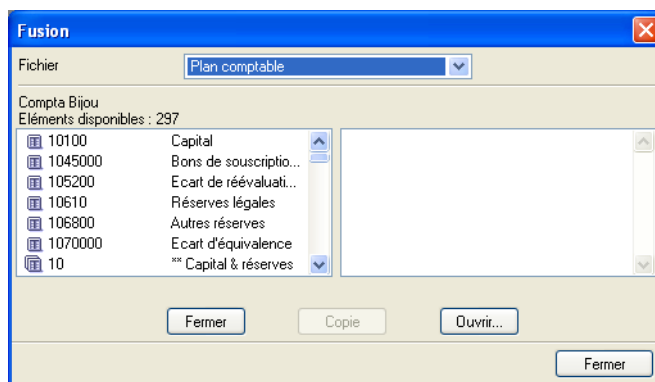 Fusion
Fichier Plan comptable
Compta Bijou
Eléments disponibles : 297
10100 Capital
1045000 Bons de souscriptio...
105200 Ecart de réévaluati...
10610 Réserves légales
106800 Autres réserves
1070000 Ecart d'équivalence
10 ** Capital & réserves
Fermer Copie Ouvrir...
Fermer